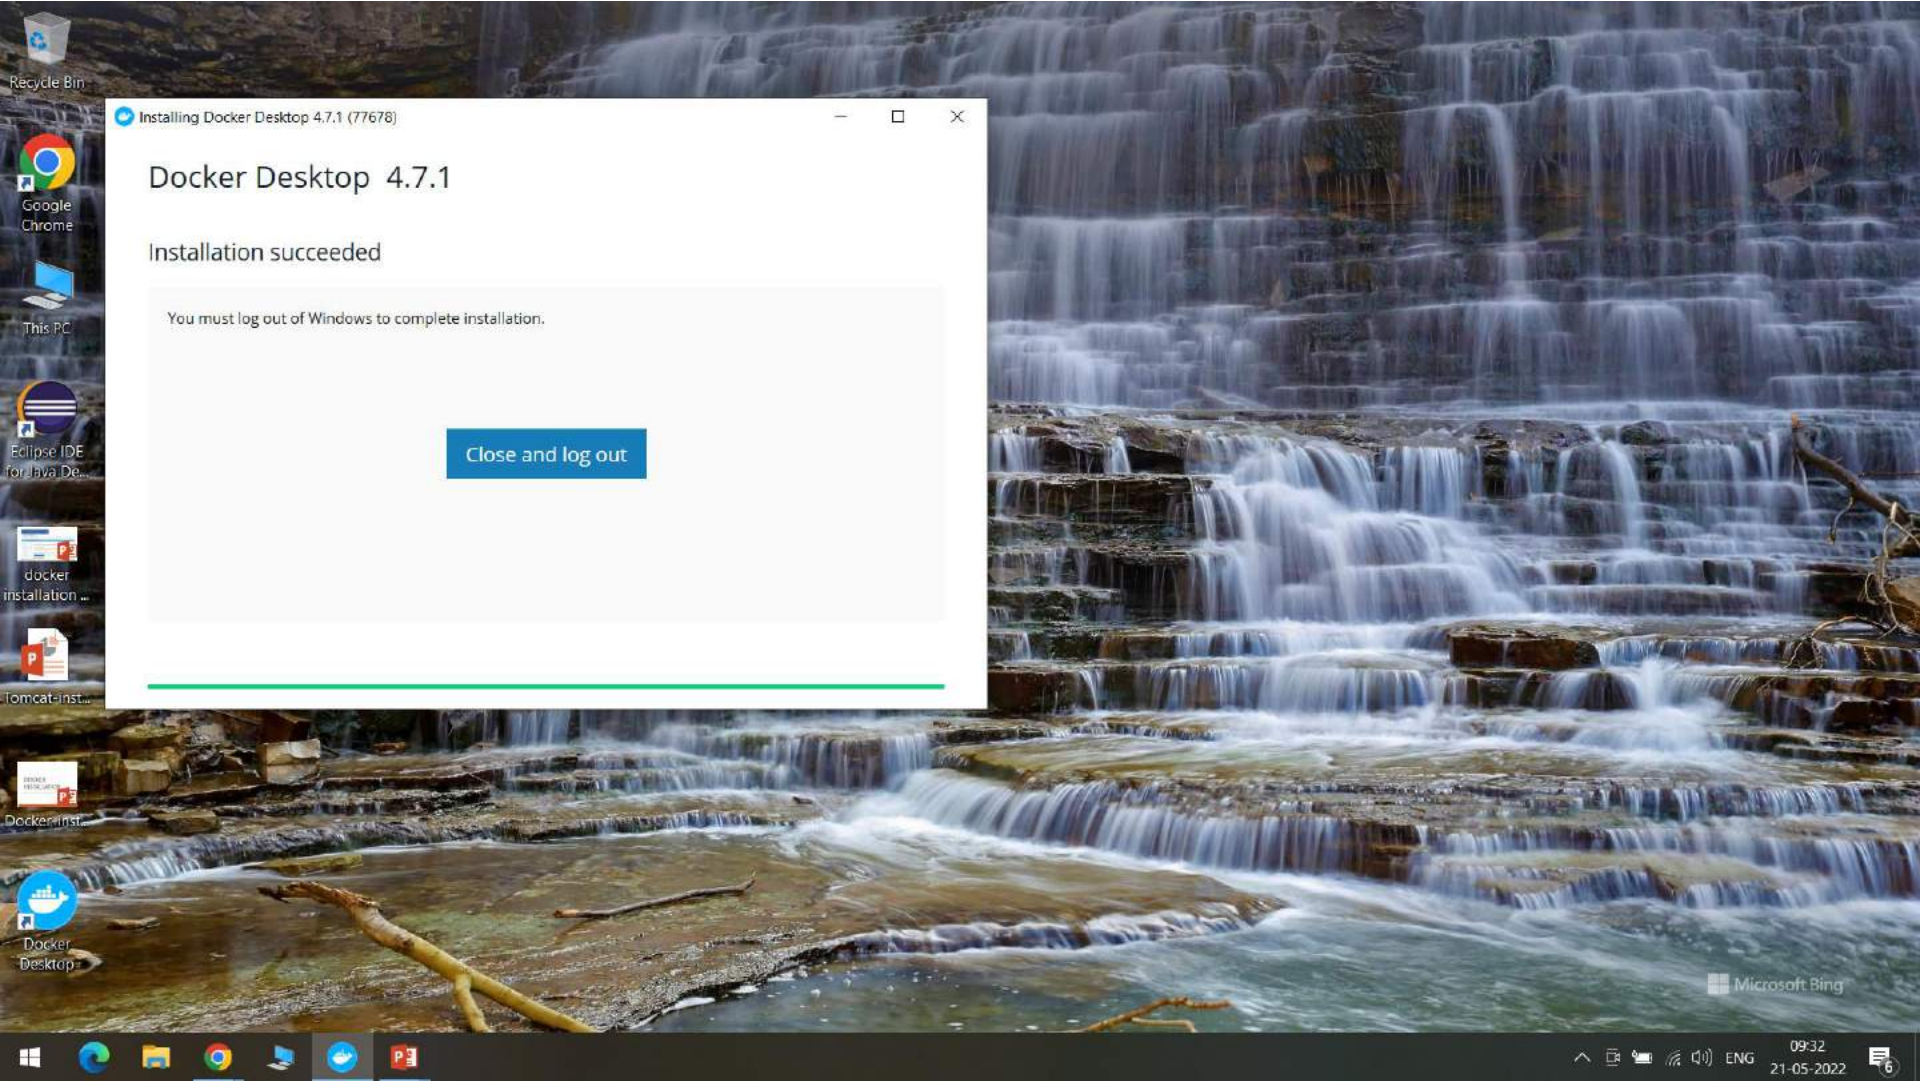 Recycle Bin
Installing Docker Desktop 4.7.1 (77678)
Docker Desktop 4.7.1
Google
Chrome
Installation succeeded
You must log out of Windows to complete installation.
This PC
Close and log out
Eclipse IDE
for Java De...
docker
installation ...
Tomcat-inst...
Docker-inst...
Docker
Desktop
Microsoft Bing
ENG
09:32
21-05-2022
6